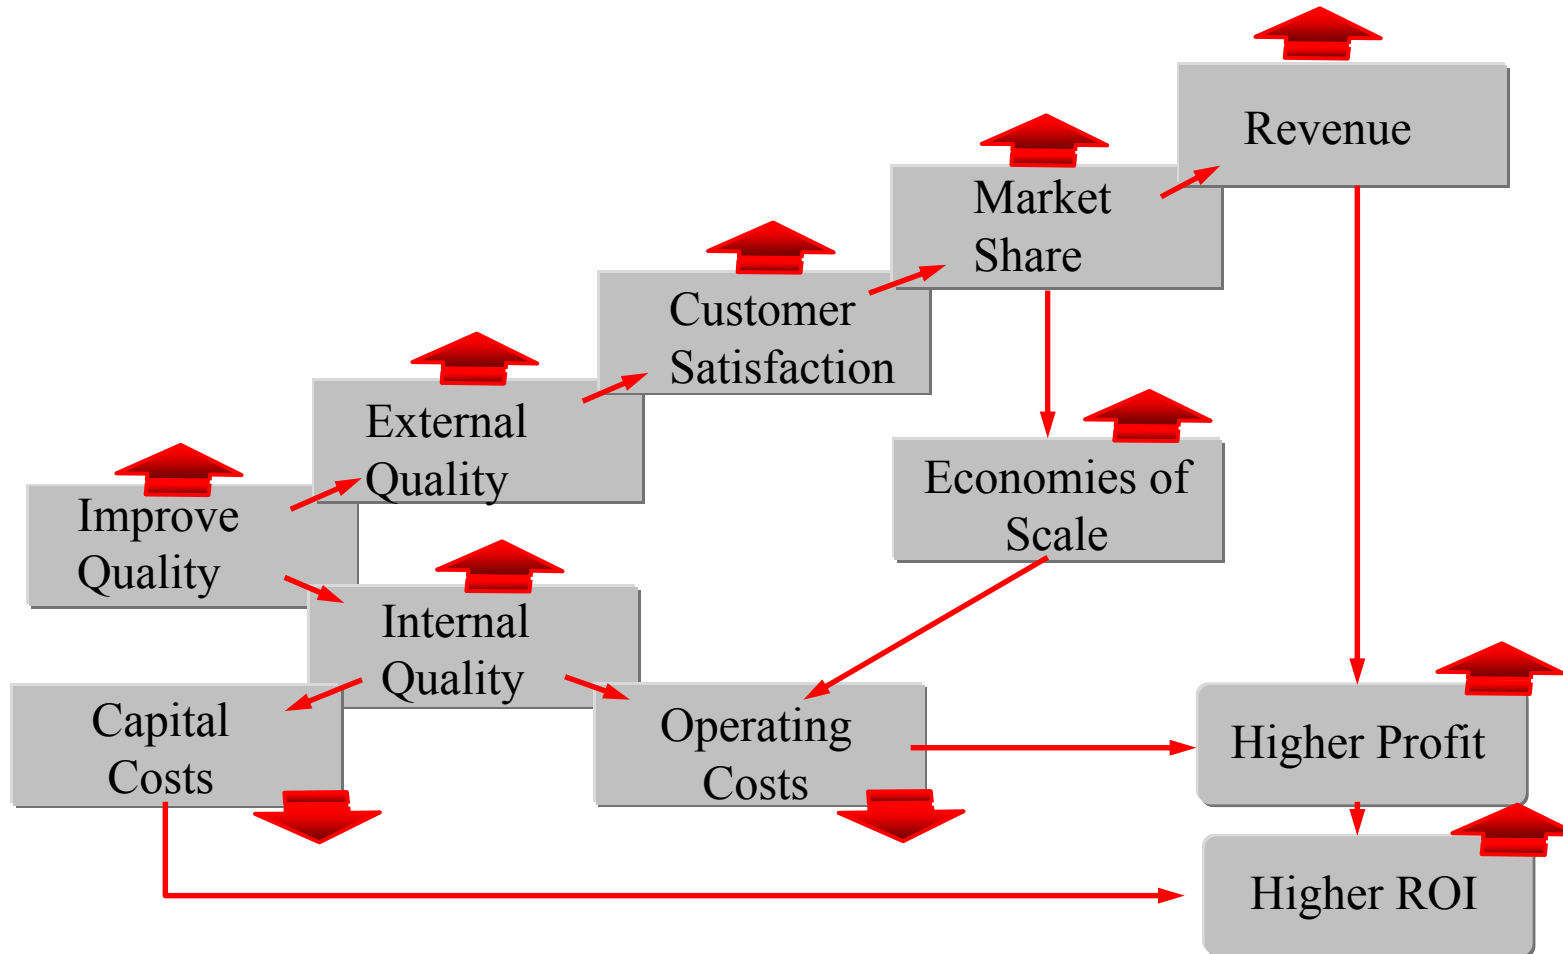 Revenue
Market
Share
Customer
Satisfaction
External
Quality
Economies of
Scale
Improve
Quality
Internal
Quality
Capital
Costs
Operating
Costs
Higher Profit
Higher ROI